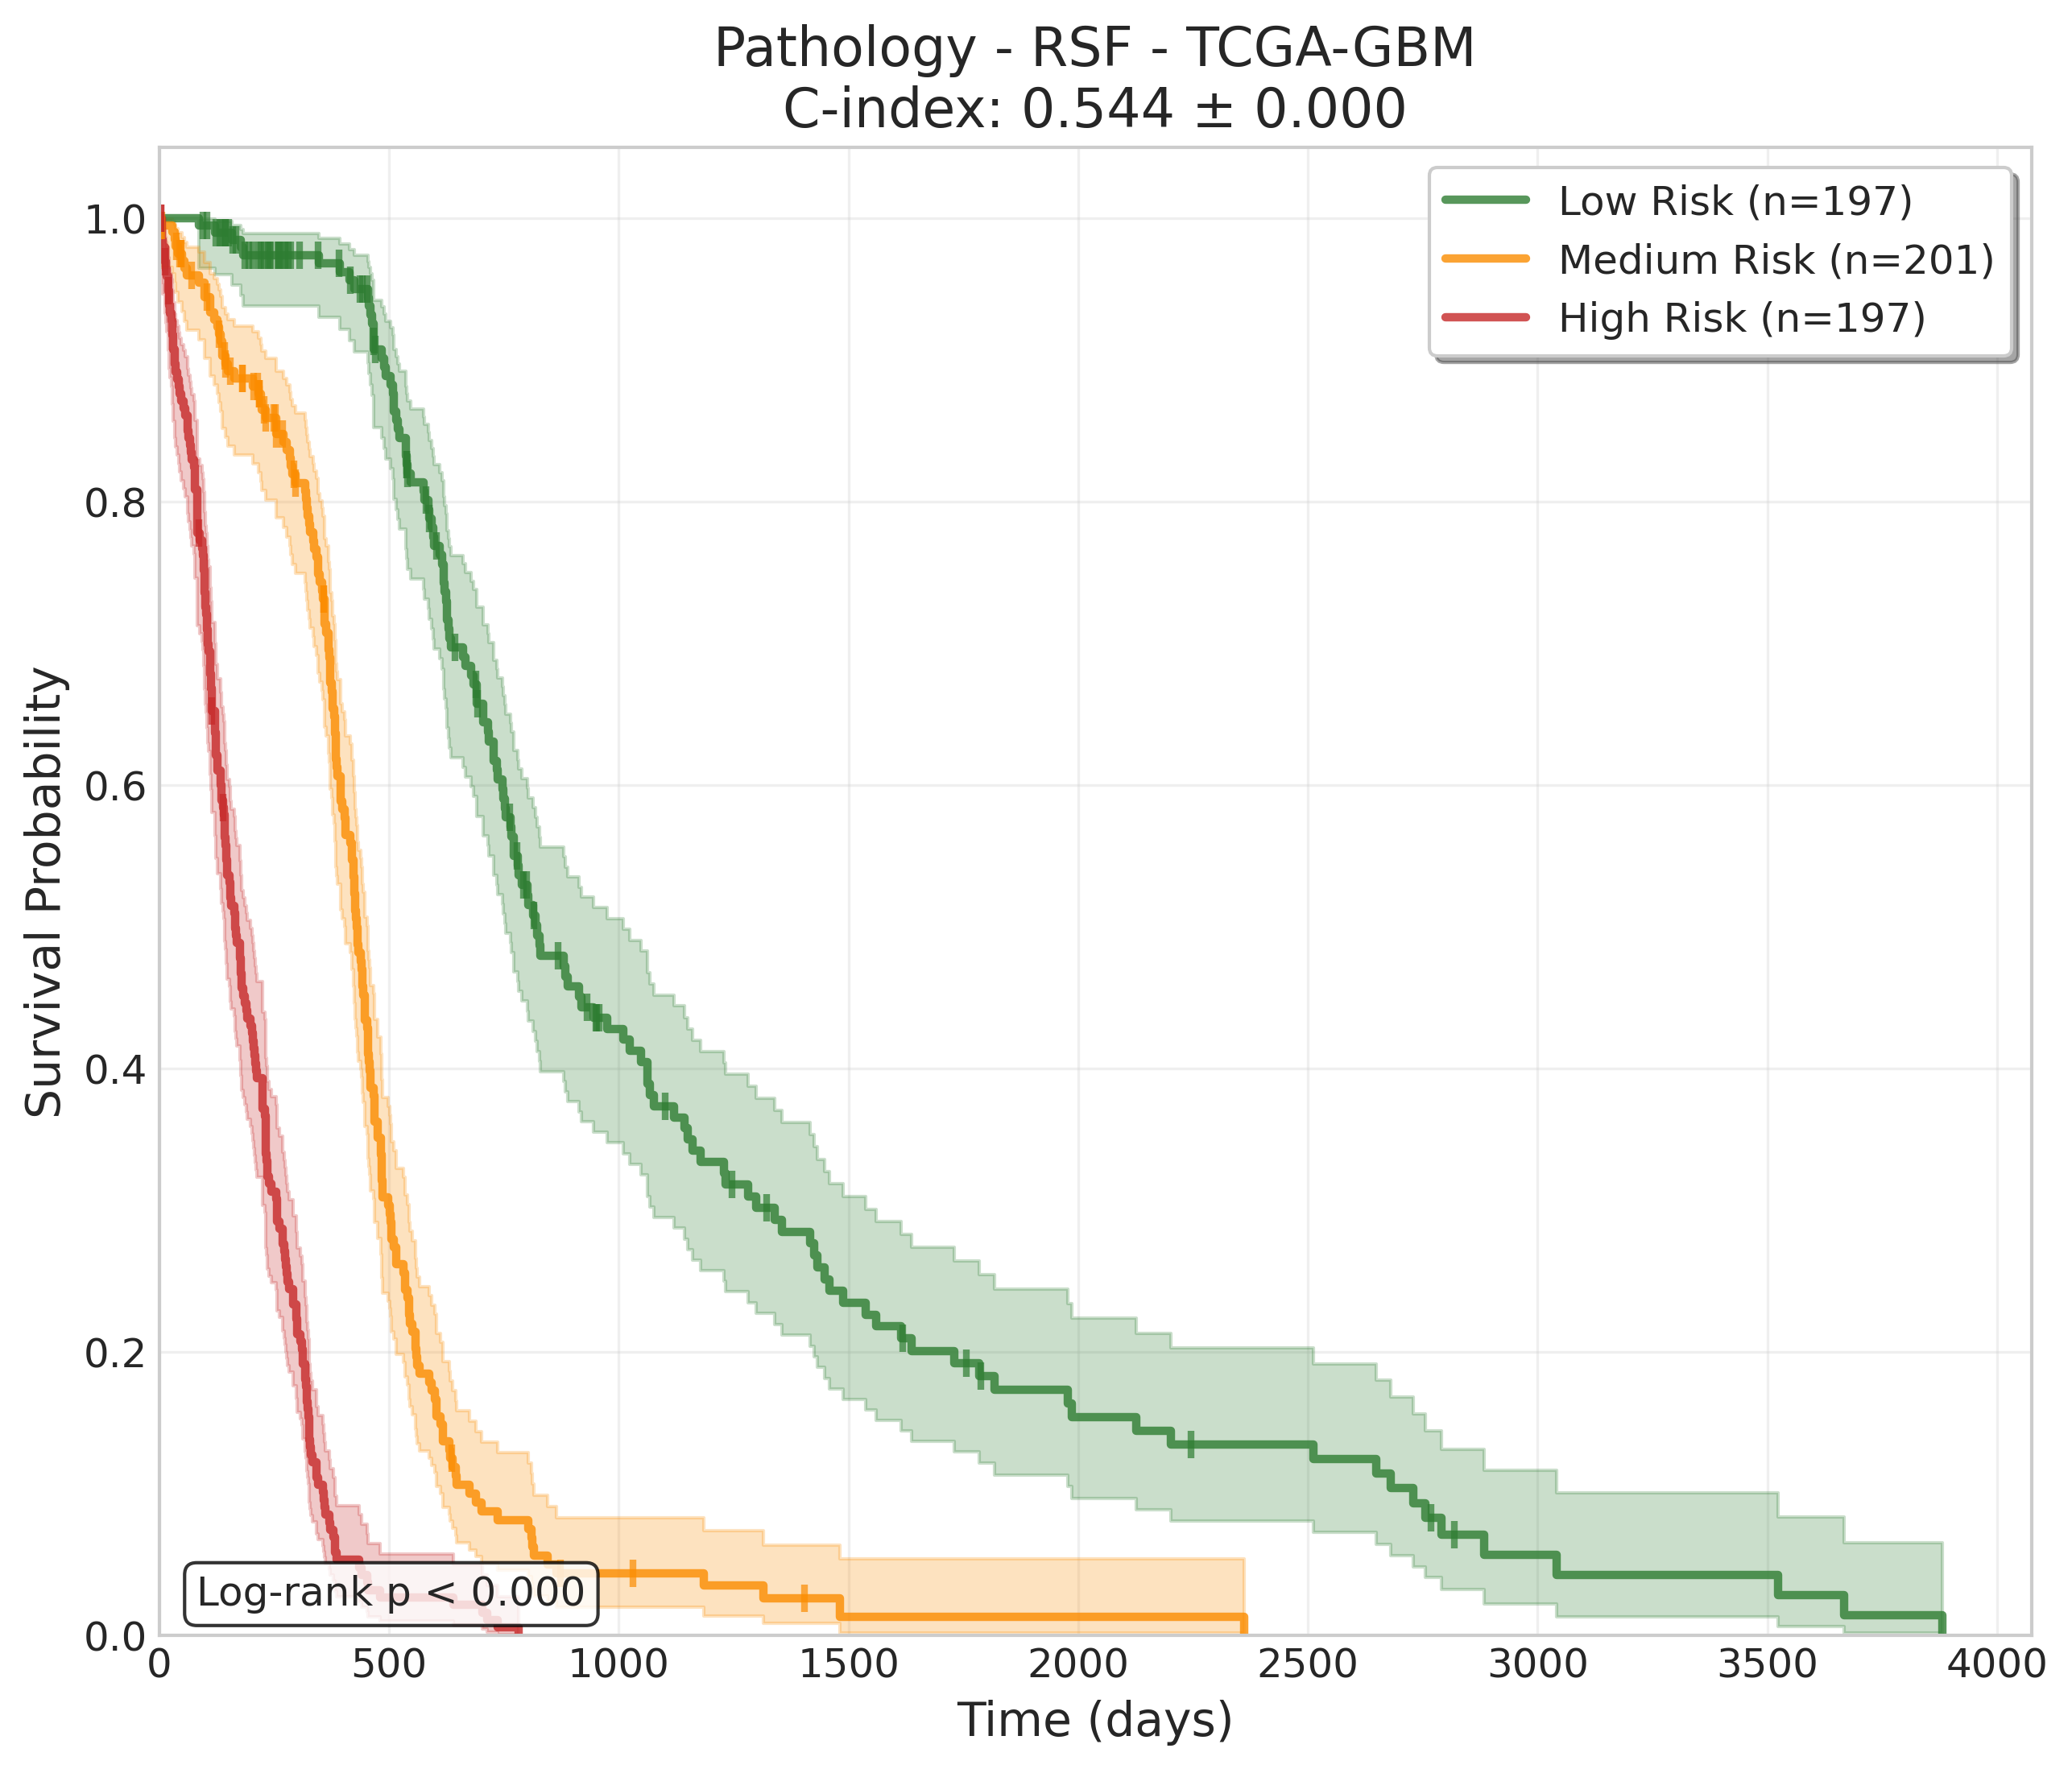 Pathology - RSF - TCGA-GBM
C-index: 0.544 ± 0.000
Low Risk (n=197)
Medium Risk (n=201)
High Risk (n=197)
Survival Probability
1.0
0.8
0.6
0.4
0.2
0.0
Log-rank p < 0.000
0 500 1000 1500 2000 2500 3000 3500 4000
Time (days)